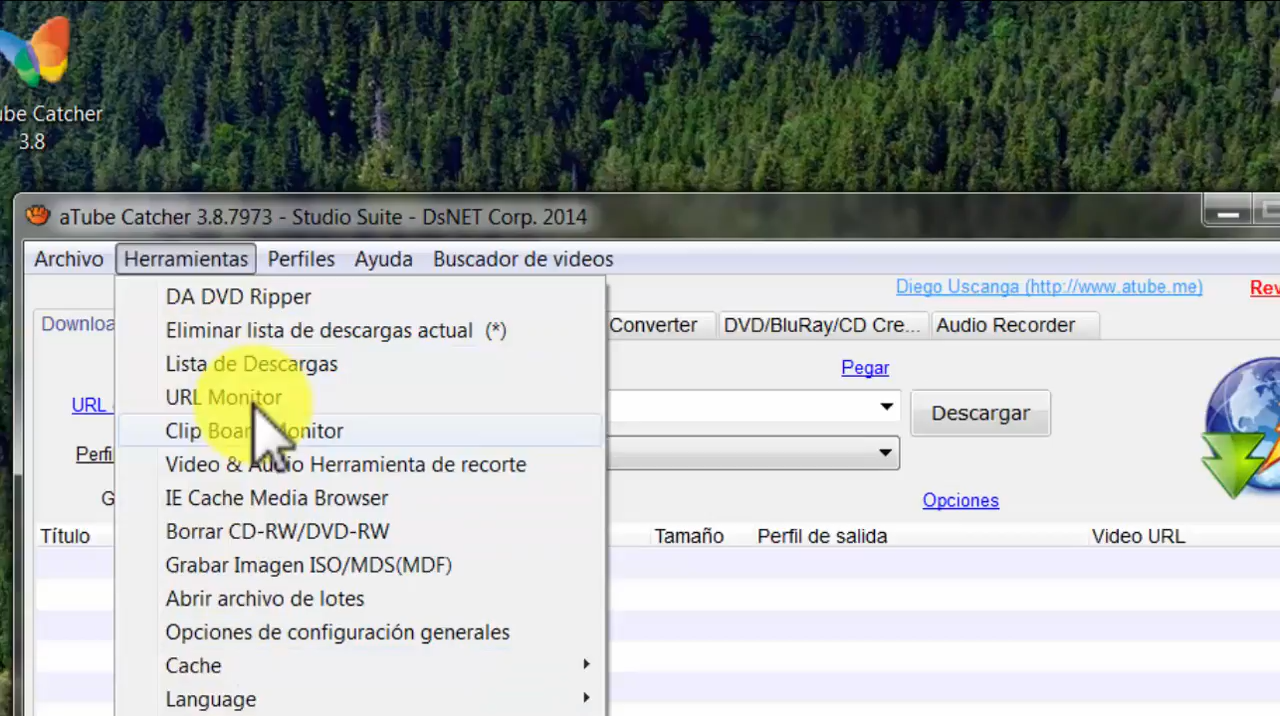 ube Catcher
3.8
aTube Catcher 3.8.7973 - Studio Suite - DsNET Corp. 2014
Archivo Herramientas Perfiles Ayuda Buscador de videos
Diego Uscanga (http://www.atube.me) Rev
Downloa Converter DVD/BluRay/CD Cre... Audio Recorder
DA DVD Ripper
Eliminar lista de descargas actual (*)
Lista de Descargas
Pegar
URL
URL Monitor
Descargar
Clip Board Monitor
Perfi
Video & Audio Herramienta de recorte
IE Cache Media Browser
G
Opciones
Borrar CD-RW/DVD-RW
Título Tamaño Perfil de salida Video URL
Grabar Imagen ISO/MDS(MDF)
Abrir archivo de lotes
Opciones de configuración generales
Cache
Language